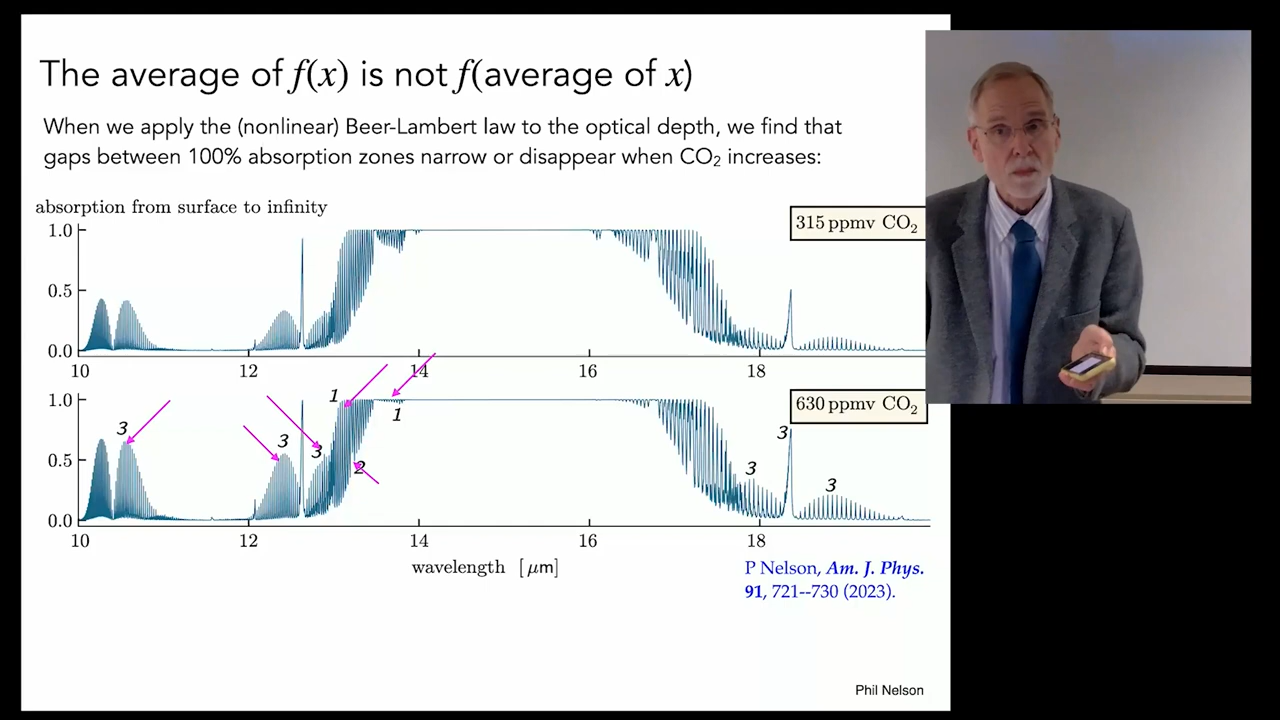 The average of f(x) is not f(average of x)
When we apply the (nonlinear) Beer-Lambert law to the optical depth, we find that
gaps between 100% absorption zones narrow or disappear when CO₂ increases:
absorption from surface to infinity
315 ppmv CO₂
1.0
0.5
0.0
10 12 14 16 18
630 ppmv CO₂
1.0
0.5
0.0
3 3 3 1 2 1 3 3 3
10 12 14 16 18
wavelength [μm]
P Nelson, Am. J. Phys.
91, 721--730 (2023).
Phil Nelson